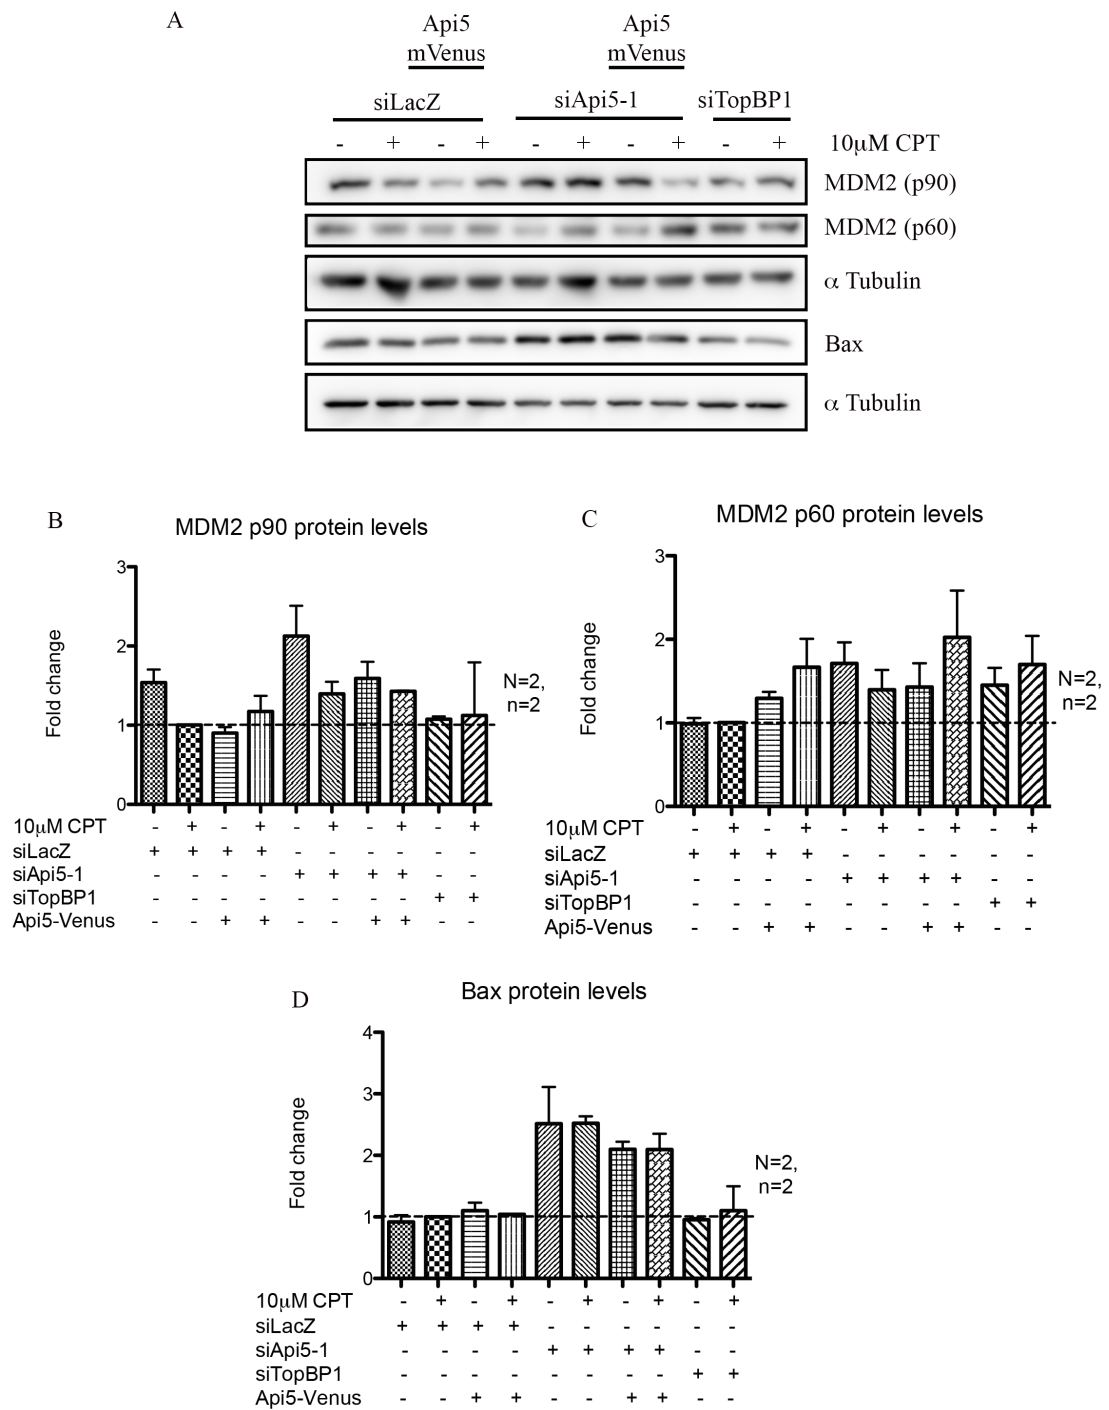 A
Api5 Api5
mVenus mVenus
siLacZ siApi5-1 siTopBP1
- + - + - + - + - + 10μM CPT
MDM2 (p90)
MDM2 (p60)
α Tubulin
Bax
α Tubulin
B
MDM2 p90 protein levels
Fold change
3
2
1
0
N=2,
n=2
10μM CPT - + - + - + - + - +
siLacZ + + + + - - - - - -
siApi5-1 - - - - + + + + - -
siTopBP1 - - - - - - - - + +
Api5-Venus - - + + - - + + - -
C
MDM2 p60 protein levels
Fold change
3
2
1
0
N=2,
n=2
10μM CPT - + - + - + - + - +
siLacZ + + + + - - - - - -
siApi5-1 - - - - + + + + - -
siTopBP1 - - - - - - - - + +
Api5-Venus - - + + - - + + - -
D
Bax protein levels
Fold change
4
3
2
1
0
N=2,
n=2
10μM CPT - + - + - + - + - +
siLacZ + + + + - - - - - -
siApi5-1 - - - - + + + + - -
siTopBP1 - - - - - - - - + +
Api5-Venus - - + + - - + + - -